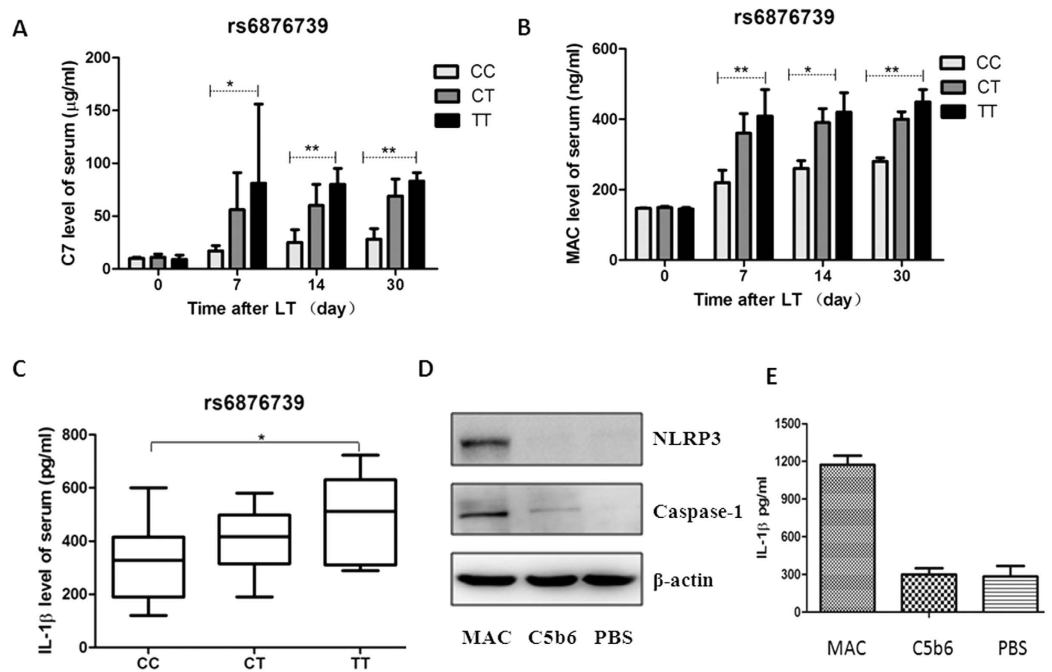 A
rs6876739
C7 level of serum (μg/ml)
200
150
100
50
0
CC
CT
TT
*
**
**
0 7 14 30
Time after LT （day）
B
rs6876739
MAC level of serum (ng/ml)
600
400
200
0
CC
CT
TT
**
*
**
0 7 14 30
Time after LT （day）
C
rs6876739
IL-1β level of serum (pg/ml)
800
600
400
200
0
*
CC CT TT
D
NLRP3
Caspase-1
β-actin
MAC C5b6 PBS
E
IL-1β pg/ml
1500
1200
900
600
300
0
MAC C5b6 PBS